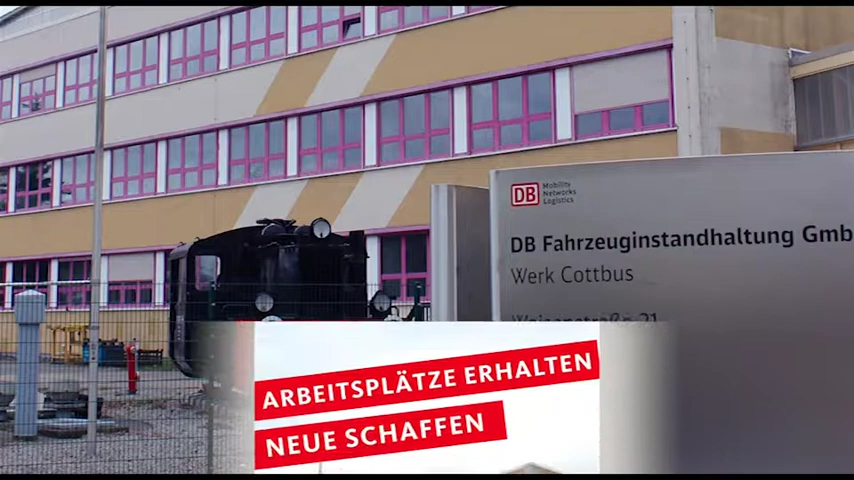 DB
Mobility
Networks
Logistics
DB Fahrzeuginstandhaltung Gmb
Werk Cottbus
ARBEITSPLÄTZE ERHALTEN
NEUE SCHAFFEN